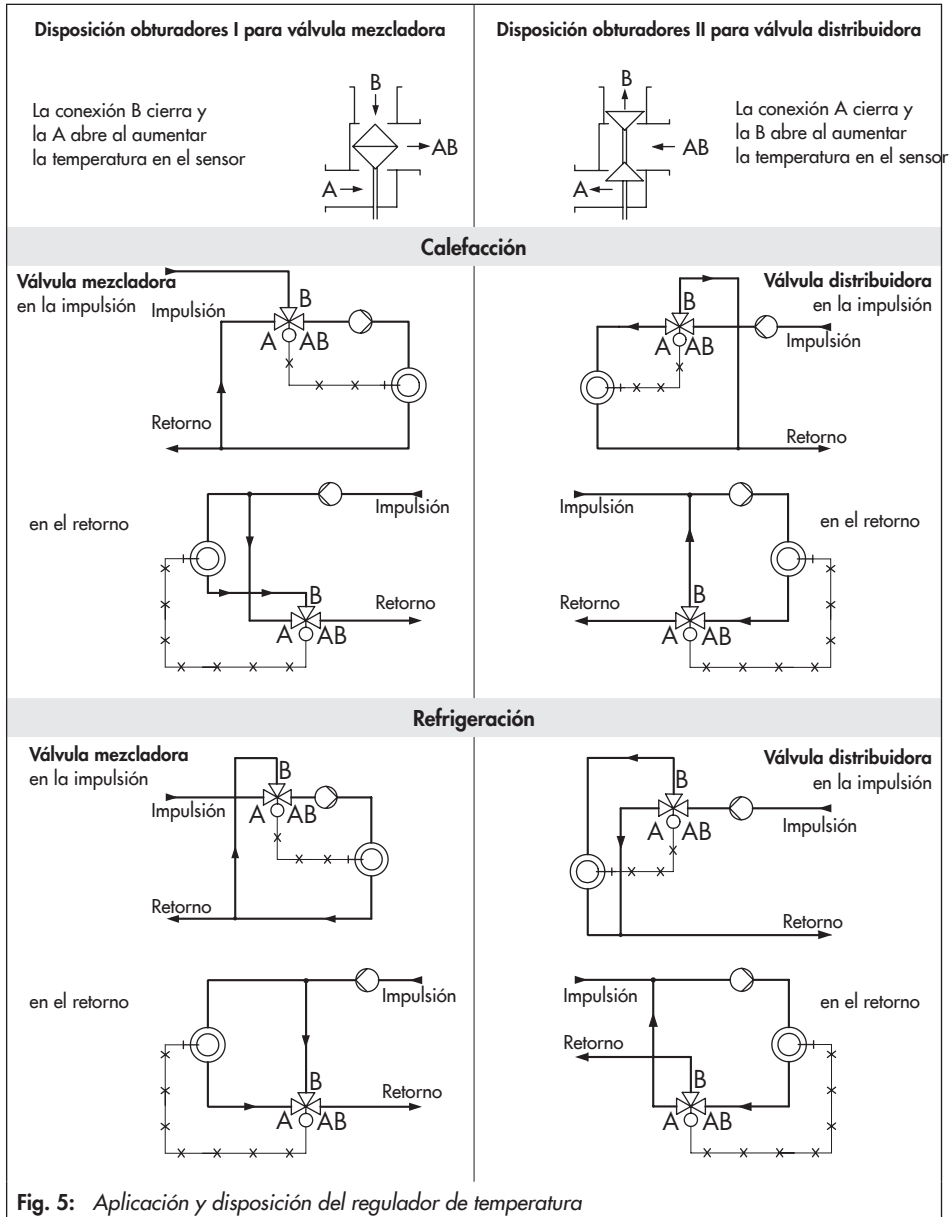 Disposición obturadores I para válvula mezcladora
La conexión B cierra y
la A abre al aumentar
la temperatura en el sensor
B
AB
A
Disposición obturadores II para válvula distribuidora
B
AB
A
La conexión A cierra y
la B abre al aumentar
la temperatura en el sensor
Calefacción
Válvula mezcladora
en la impulsión
Impulsión
B
A
AB
Retorno
Válvula distribuidora
en la impulsión
B
A
AB
Impulsión
Retorno
en el retorno
Impulsión
B
Retorno
A
AB
Impulsión
en el retorno
B
Retorno
A
AB
Refrigeración
Válvula mezcladora
en la impulsión
B
Impulsión
A
AB
Retorno
Válvula distribuidora
en la impulsión
B
A
AB
Impulsión
Retorno
en el retorno
Impulsión
B
Retorno
A
AB
Impulsión
en el retorno
Retorno
B
A
AB
Fig. 5: Aplicación y disposición del regulador de temperatura